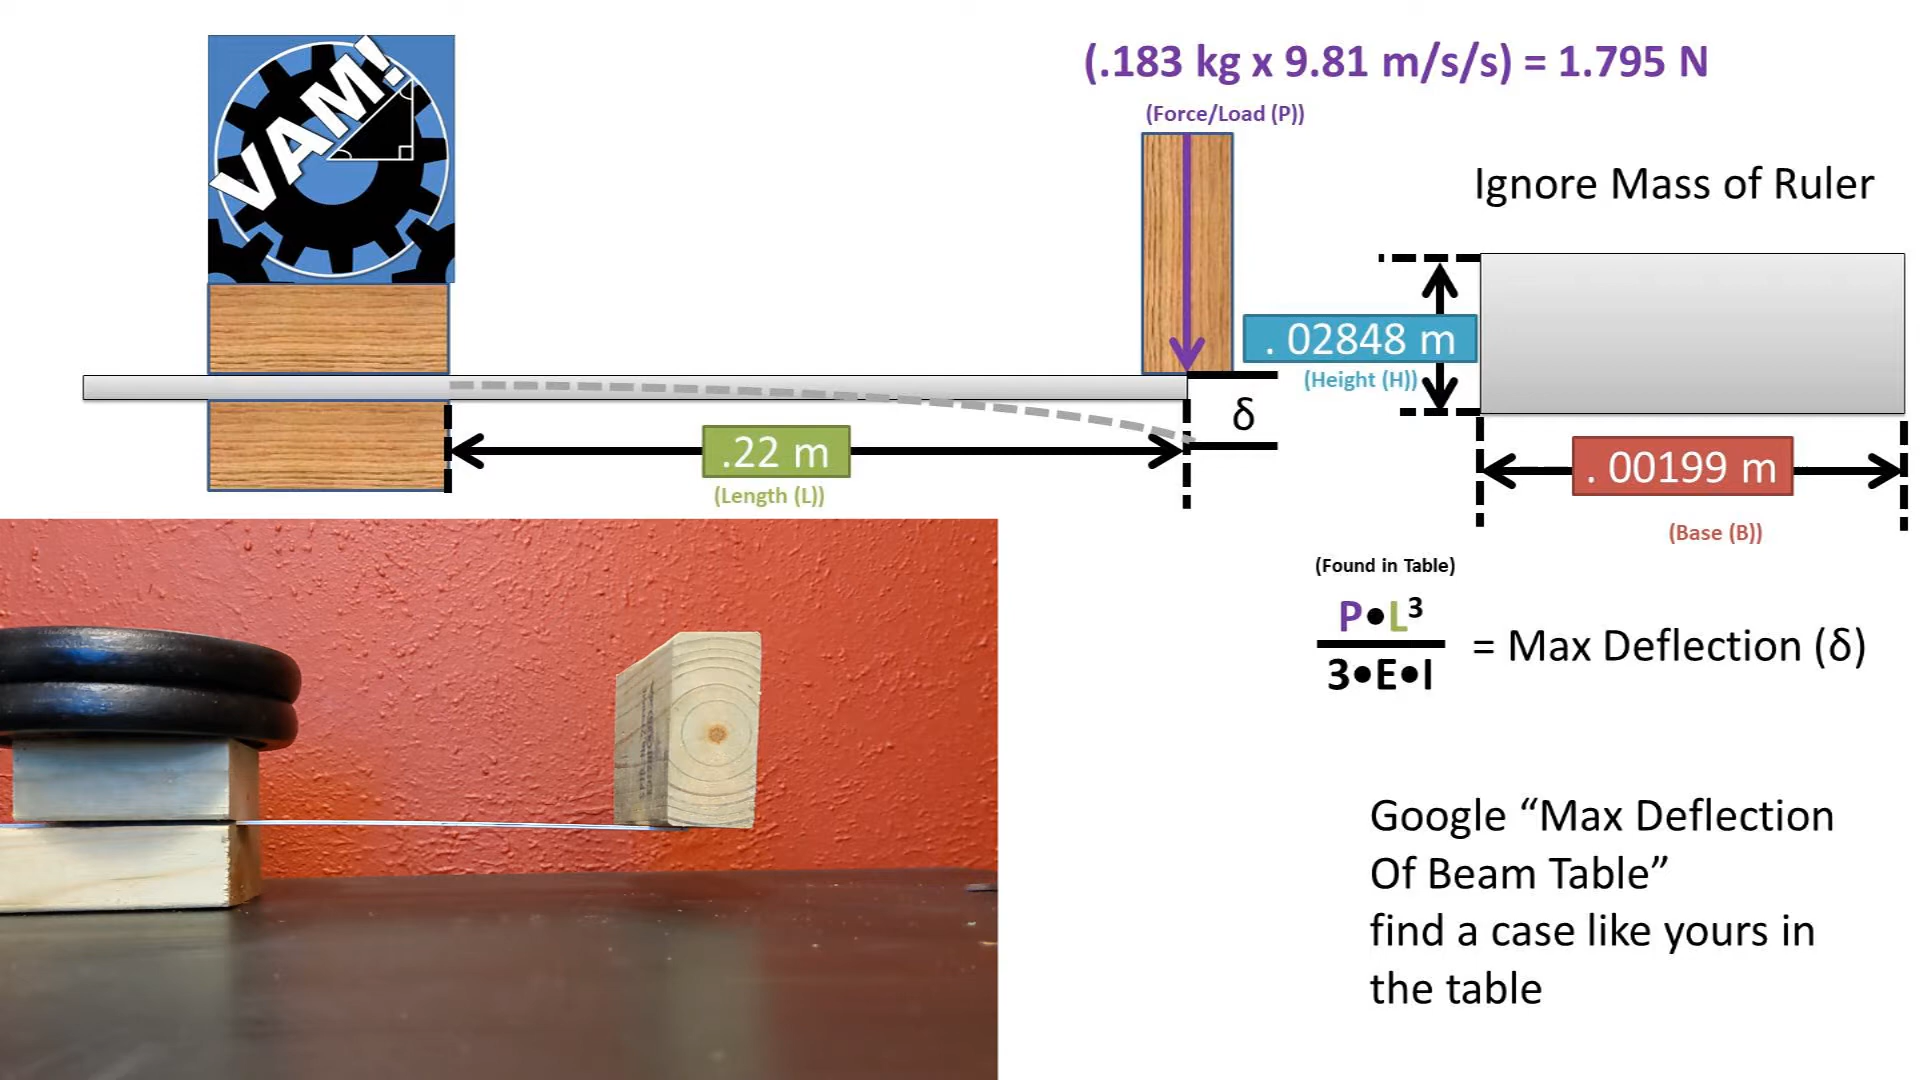 VAM!
(.183 kg x 9.81 m/s/s) = 1.795 N
(Force/Load (P))
Ignore Mass of Ruler
. 02848 m
(Height (H))
δ
.22 m
(Length (L))
. 00199 m
(Base (B))
(Found in Table)
P•L³
3•E•I
= Max Deflection (δ)
Google “Max Deflection
Of Beam Table”
find a case like yours in
the table